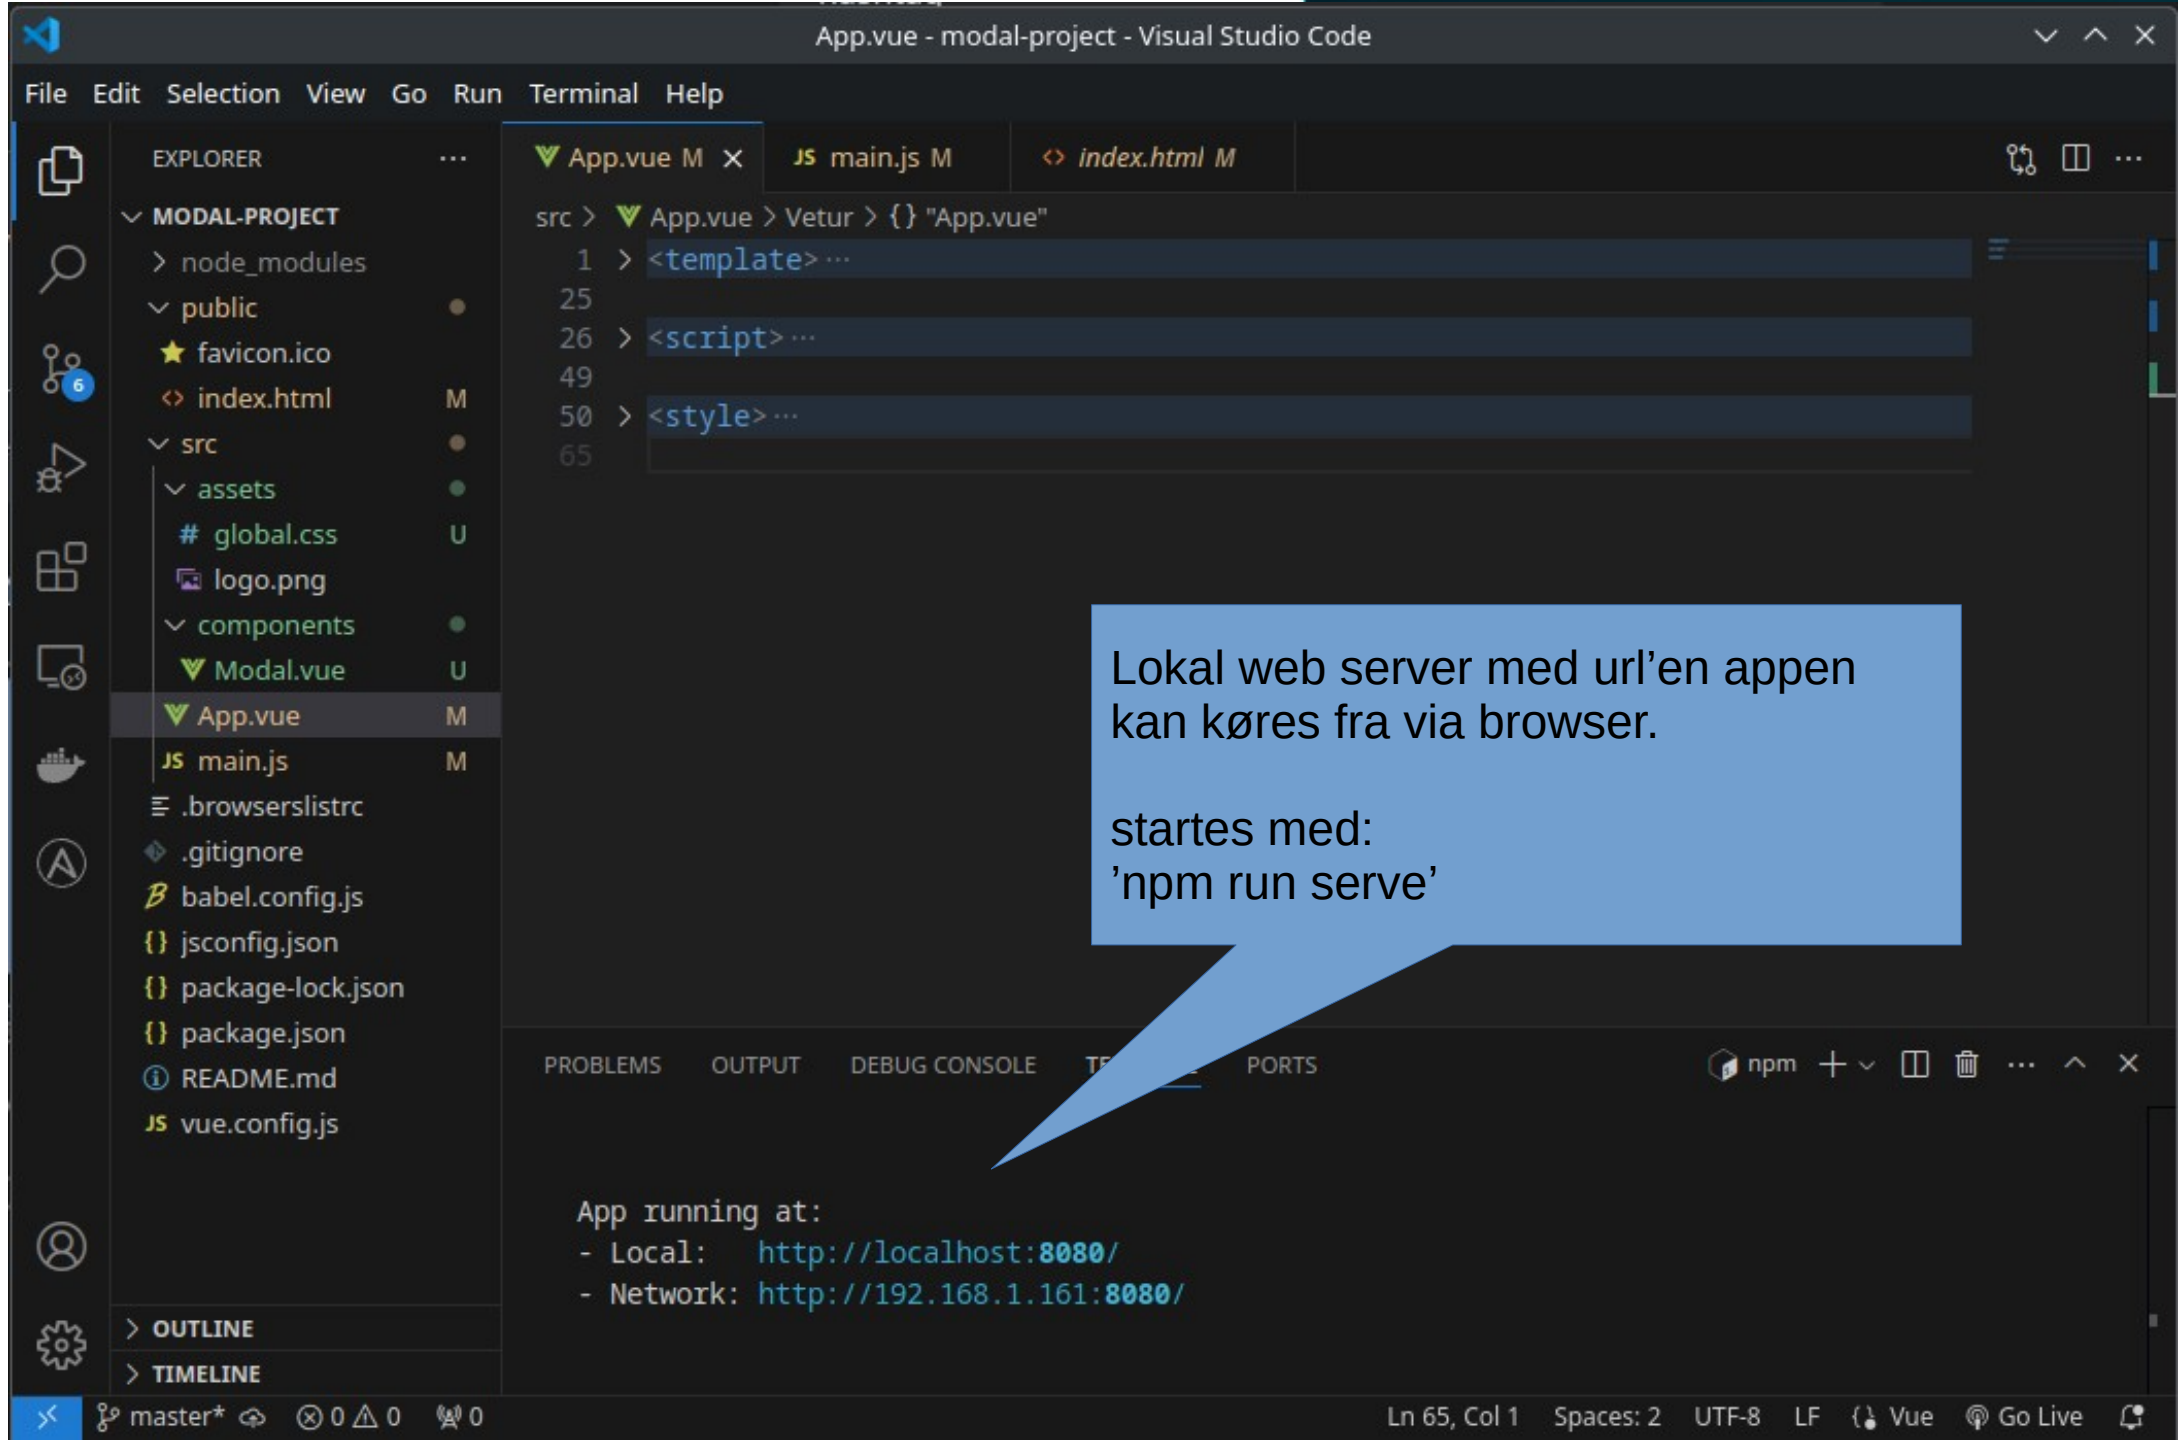 App.vue - modal-project - Visual Studio Code
File Edit Selection View Go Run Terminal Help
EXPLORER ···
MODAL-PROJECT
node_modules
public
favicon.ico
index.html M
src
assets
# global.css U
logo.png
components
Modal.vue U
App.vue M
JS main.js M
.browserslistrc
.gitignore
babel.config.js
{} jsconfig.json
{} package-lock.json
{} package.json
README.md
JS vue.config.js
OUTLINE
TIMELINE
6
App.vue M JS main.js M <> index.html M
src > App.vue > Vetur > {} "App.vue"
1 > <template>···
25
26 > <script>···
49
50 > <style>···
65
Lokal web server med url’en appen
kan køres fra via browser.
startes med:
’npm run serve’
PROBLEMS OUTPUT DEBUG CONSOLE PORTS npm
App running at:
- Local: http://localhost:8080/
- Network: http://192.168.1.161:8080/
master* 0 0 0 Ln 65, Col 1 Spaces: 2 UTF-8 LF Vue Go Live